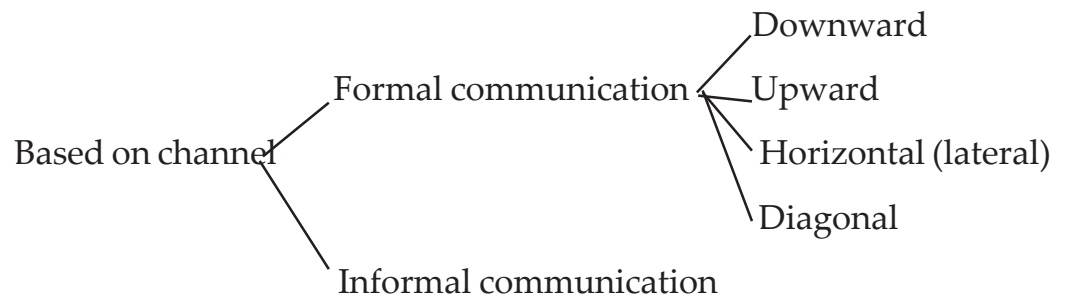 Downward
Formal communication
Upward
Based on channel
Horizontal (lateral)
Diagonal
Informal communication